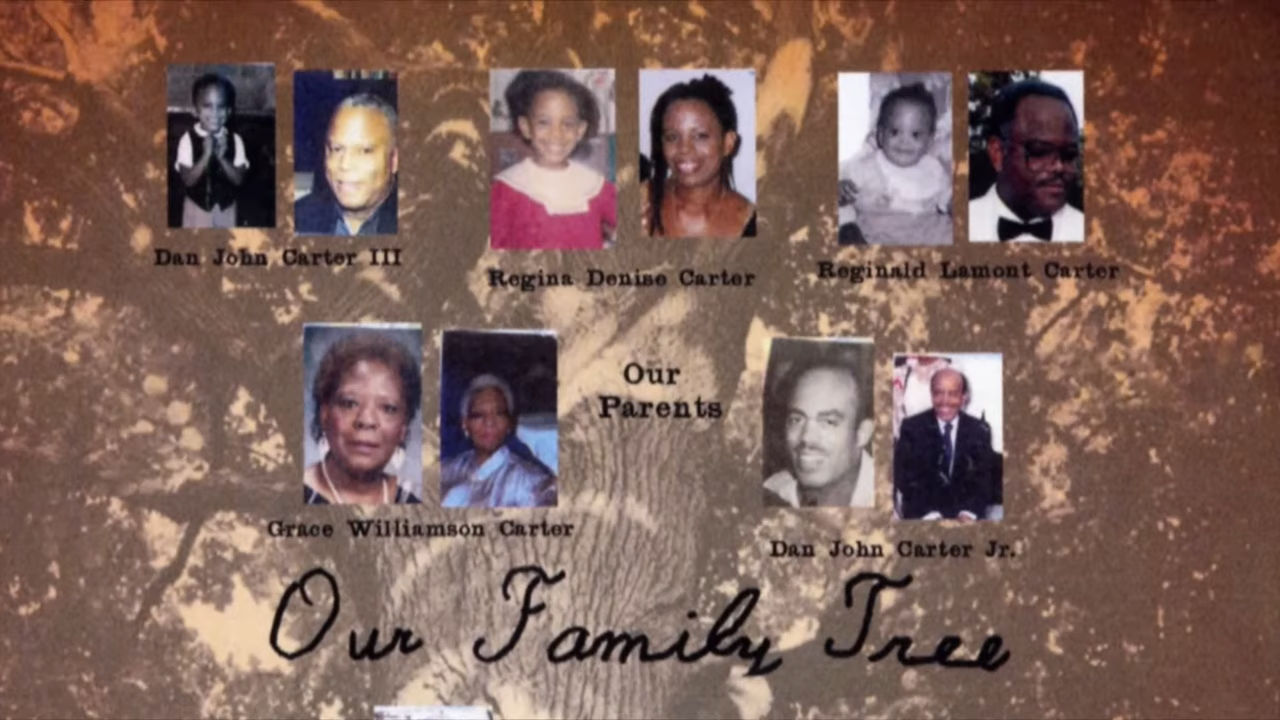 Dan John Carter III
Regina Denise Carter
Reginald Lamont Carter
Our
Parents
Grace Williamson Carter
Dan John Carter Jr.
Our Family Tree